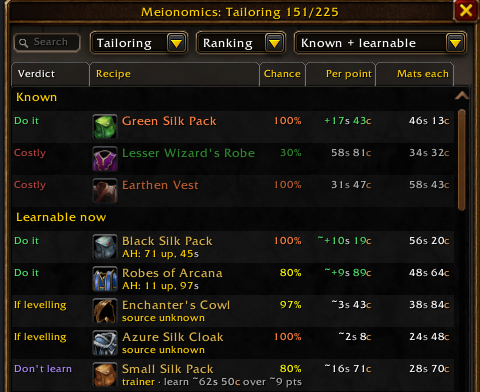 Meionomics: Tailoring 151/225
Search Tailoring Ranking Known + learnable
Verdict Recipe Chance Per point Mats each
Known
Do it Green Silk Pack 100% +17s 43c 46s 13c
Costly Lesser Wizard's Robe 30% 58s 81c 34s 32c
Costly Earthen Vest 100% 31s 47c 58s 43c
Learnable now
Do it Black Silk Pack 100% ~+10s 19c 56s 20c
AH: 71 up, 45s
Do it Robes of Arcana 80% ~+9s 89c 48s 64c
AH: 11 up, 97s
If levelling Enchanter's Cowl 97% ~3s 43c 38s 84c
source unknown
If levelling Azure Silk Cloak 100% ~2s 8c 24s 48c
source unknown
Don't learn Small Silk Pack 80% ~16s 71c 28s 70c
trainer · learn ~62s 50c over ~9 pts